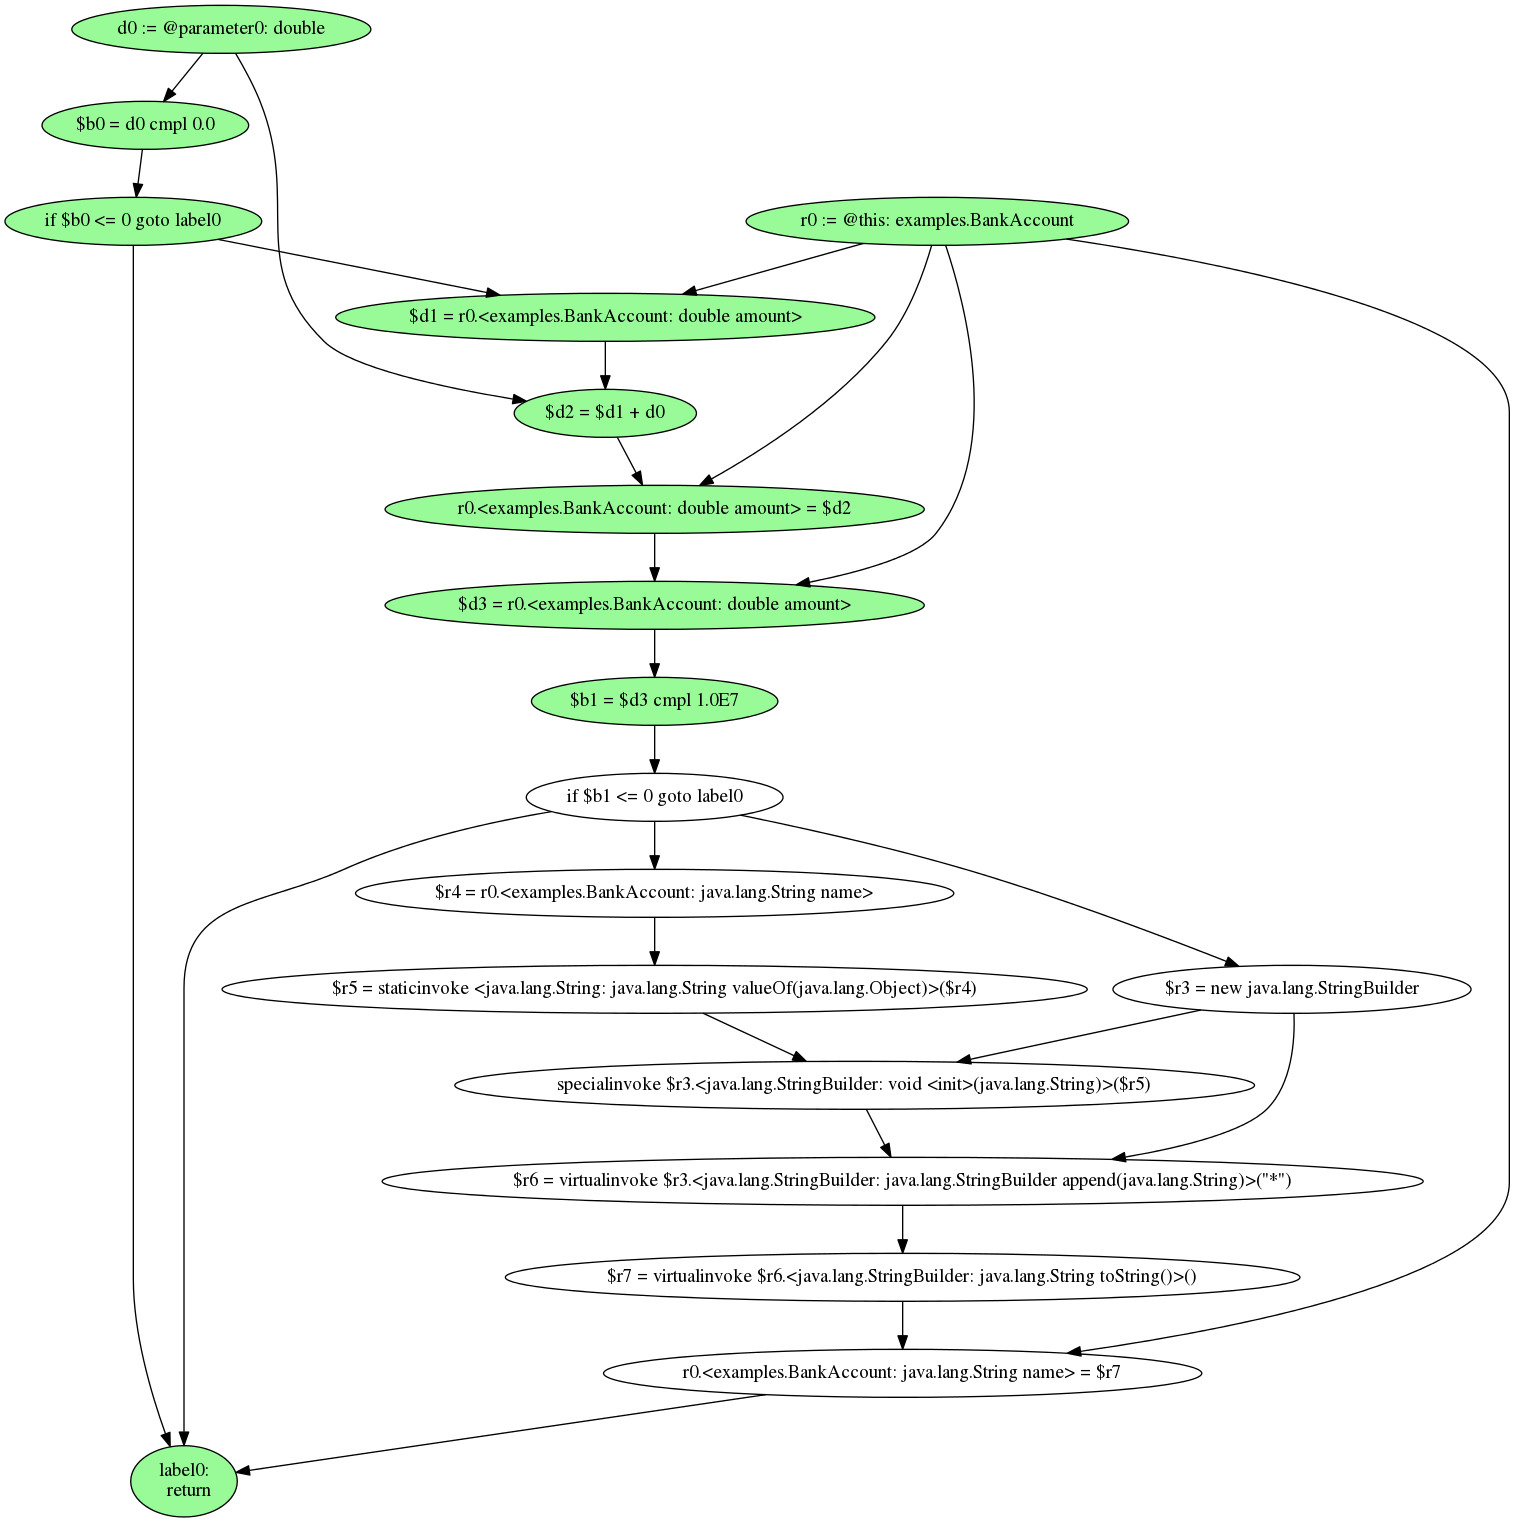 d0 := @parameter0: double
$b0 = d0 cmpl 0.0
if $b0 <= 0 goto label0
r0 := @this: examples.BankAccount
$d1 = r0.<examples.BankAccount: double amount>
$d2 = $d1 + d0
r0.<examples.BankAccount: double amount> = $d2
$d3 = r0.<examples.BankAccount: double amount>
$b1 = $d3 cmpl 1.0E7
if $b1 <= 0 goto label0
$r4 = r0.<examples.BankAccount: java.lang.String name>
$r5 = staticinvoke <java.lang.String: java.lang.String valueOf(java.lang.Object)>($r4)
$r3 = new java.lang.StringBuilder
specialinvoke $r3.<java.lang.StringBuilder: void <init>(java.lang.String)>($r5)
$r6 = virtualinvoke $r3.<java.lang.StringBuilder: java.lang.StringBuilder append(java.lang.String)>("*")
$r7 = virtualinvoke $r6.<java.lang.StringBuilder: java.lang.String toString()>()
r0.<examples.BankAccount: java.lang.String name> = $r7
label0:
return